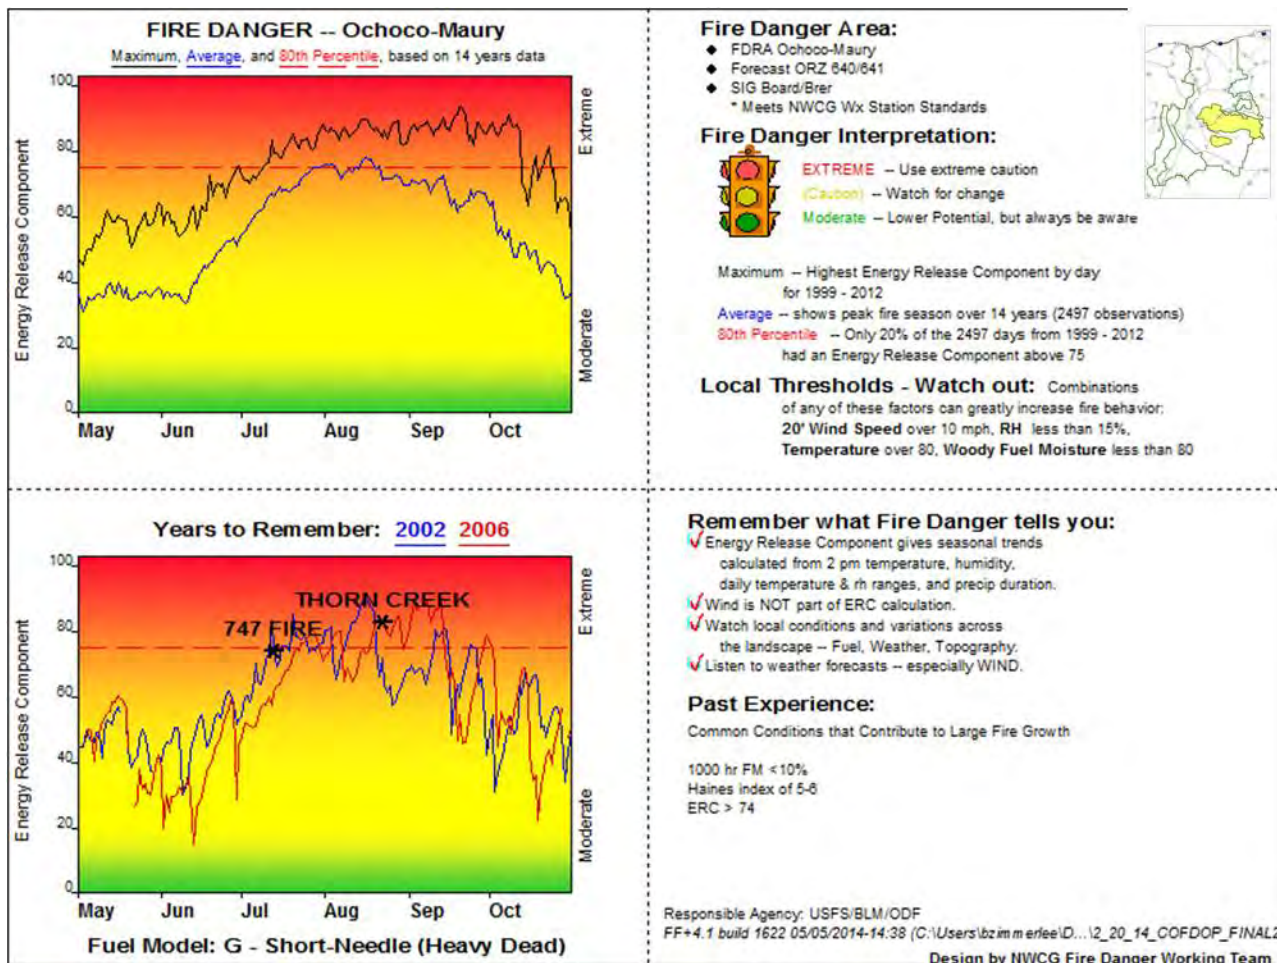 FIRE DANGER -- Ochoco-Maury
Maximum, Average, and 80th Percentile, based on 14 years data
Energy Release Component
100
80
60
40
20
0
May Jun Jul Aug Sep Oct
Extreme
Moderate
Fire Danger Area:
FDRA Ochoco-Maury
Forecast ORZ 640/641
SIG Board/Brer
* Meets NWCG Wx Station Standards
Fire Danger Interpretation:
EXTREME -- Use extreme caution
(Caution) -- Watch for change
Moderate -- Lower Potential, but always be aware
Maximum -- Highest Energy Release Component by day
for 1999 - 2012
Average -- shows peak fire season over 14 years (2497 observations)
80th Percentile -- Only 20% of the 2497 days from 1999 - 2012
had an Energy Release Component above 75
Local Thresholds - Watch out: Combinations
of any of these factors can greatly increase fire behavior:
20' Wind Speed over 10 mph, RH less than 15%,
Temperature over 80, Woody Fuel Moisture less than 80
Years to Remember: 2002 2006
Energy Release Component
100
80
60
40
20
0
THORN CREEK
747 FIRE
May Jun Jul Aug Sep Oct
Extreme
Moderate
Fuel Model: G - Short-Needle (Heavy Dead)
Remember what Fire Danger tells you:
Energy Release Component gives seasonal trends
calculated from 2 pm temperature, humidity,
daily temperature & rh ranges, and precip duration.
Wind is NOT part of ERC calculation.
Watch local conditions and variations across
the landscape -- Fuel, Weather, Topography.
Listen to weather forecasts -- especially WIND.
Past Experience:
Common Conditions that Contribute to Large Fire Growth
1000 hr FM <10%
Haines index of 5-6
ERC > 74
Responsible Agency: USFS/BLM/ODF
FF+4.1 build 1622 05/05/2014-14:38 (C:\Users\bzimmerlee\D...\2_20_14_COFDOP_FINAL2
Design by NWCG Fire Danger Working Team